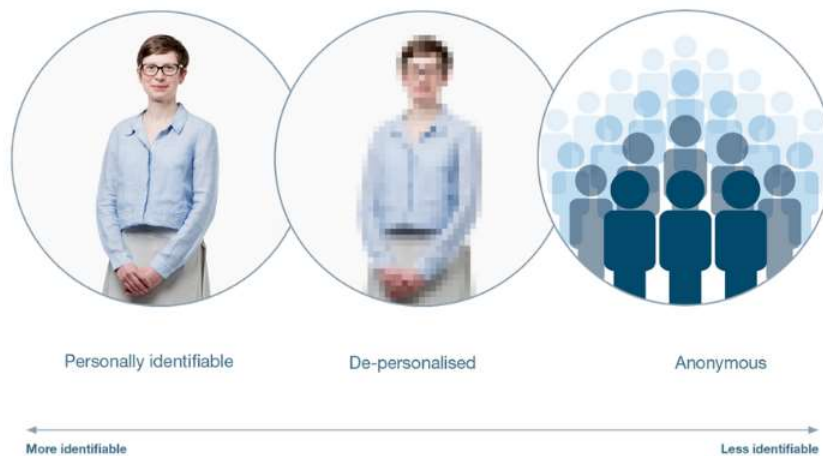 Personally identifiable
De-personalised
Anonymous
More identifiable
Less identifiable